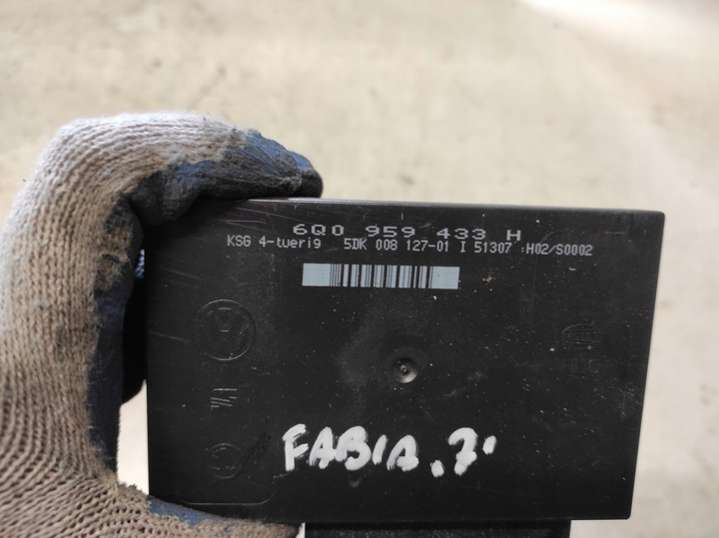 6Q0 959 433 H
KSG 4-tuerig 5DK 008 127-01 I 51307 :H02/S0002
FABIA.7'